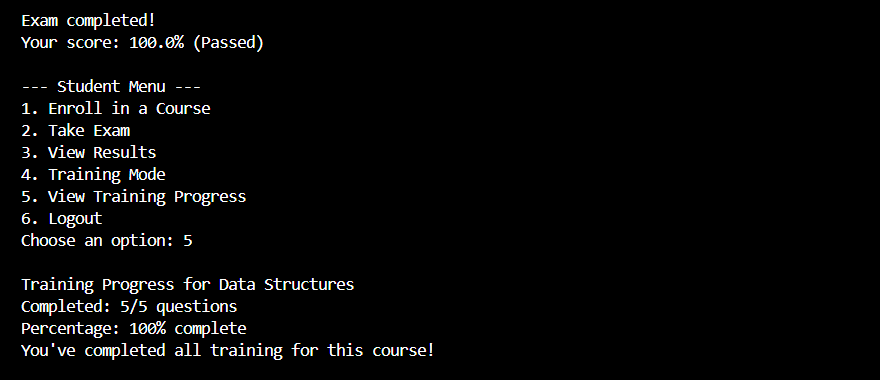 Exam completed!
Your score: 100.0% (Passed)
--- Student Menu ---
1. Enroll in a Course
2. Take Exam
3. View Results
4. Training Mode
5. View Training Progress
6. Logout
Choose an option: 5
Training Progress for Data Structures
Completed: 5/5 questions
Percentage: 100% complete
You've completed all training for this course!